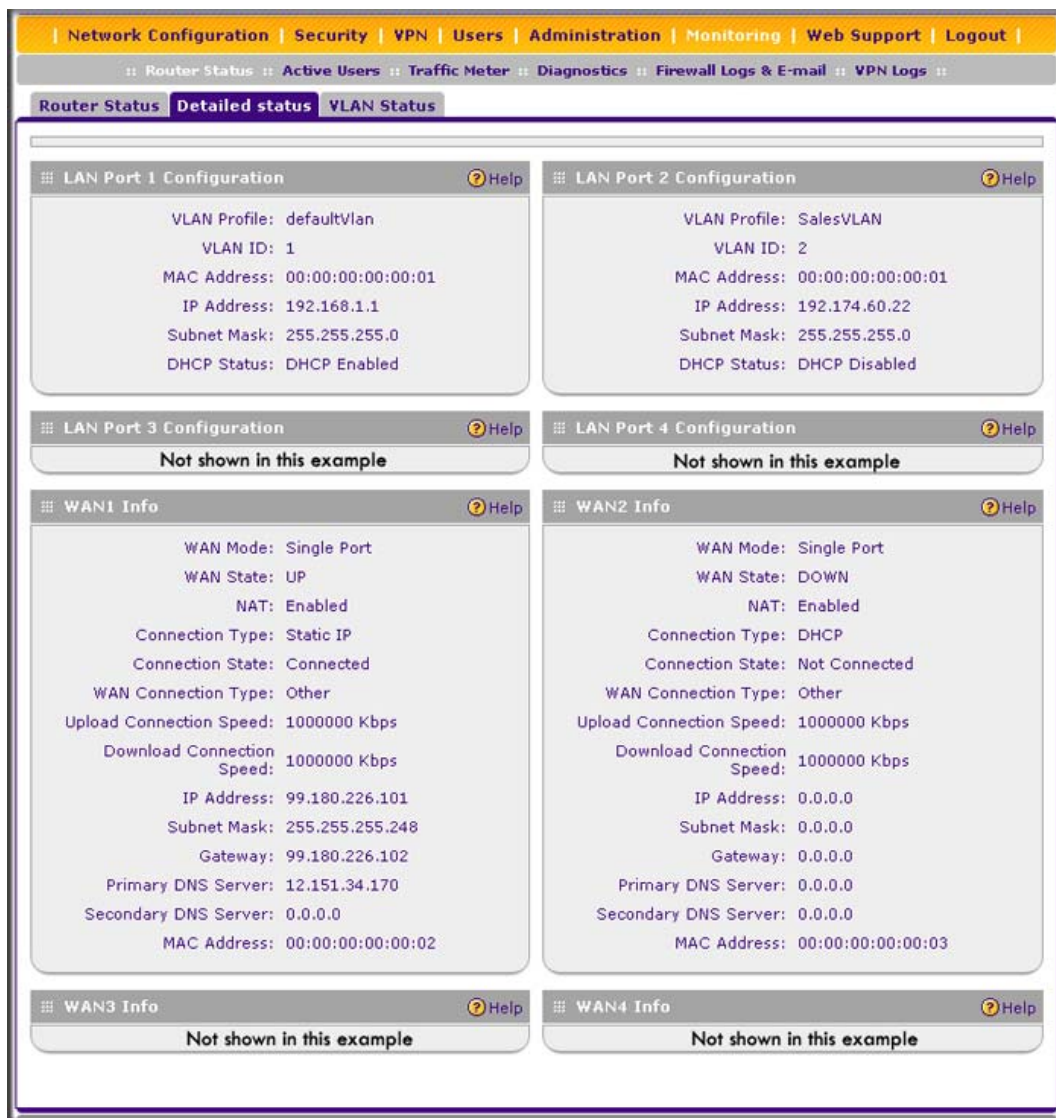 | Network Configuration | Security | VPN | Users | Administration | Monitoring | Web Support | Logout |
:: Router Status :: Active Users :: Traffic Meter :: Diagnostics :: Firewall Logs & E-mail :: VPN Logs ::
Router Status Detailed status VLAN Status
LAN Port 1 Configuration ? Help
VLAN Profile: defaultVlan
VLAN ID: 1
MAC Address: 00:00:00:00:00:01
IP Address: 192.168.1.1
Subnet Mask: 255.255.255.0
DHCP Status: DHCP Enabled
LAN Port 2 Configuration ? Help
VLAN Profile: SalesVLAN
VLAN ID: 2
MAC Address: 00:00:00:00:00:01
IP Address: 192.174.60.22
Subnet Mask: 255.255.255.0
DHCP Status: DHCP Disabled
LAN Port 3 Configuration ? Help
Not shown in this example
LAN Port 4 Configuration ? Help
Not shown in this example
WAN1 Info ? Help
WAN Mode: Single Port
WAN State: UP
NAT: Enabled
Connection Type: Static IP
Connection State: Connected
WAN Connection Type: Other
Upload Connection Speed: 1000000 Kbps
Download Connection
Speed: 1000000 Kbps
IP Address: 99.180.226.101
Subnet Mask: 255.255.255.248
Gateway: 99.180.226.102
Primary DNS Server: 12.151.34.170
Secondary DNS Server: 0.0.0.0
MAC Address: 00:00:00:00:00:02
WAN2 Info ? Help
WAN Mode: Single Port
WAN State: DOWN
NAT: Enabled
Connection Type: DHCP
Connection State: Not Connected
WAN Connection Type: Other
Upload Connection Speed: 1000000 Kbps
Download Connection
Speed: 1000000 Kbps
IP Address: 0.0.0.0
Subnet Mask: 0.0.0.0
Gateway: 0.0.0.0
Primary DNS Server: 0.0.0.0
Secondary DNS Server: 0.0.0.0
MAC Address: 00:00:00:00:00:03
WAN3 Info ? Help
Not shown in this example
WAN4 Info ? Help
Not shown in this example